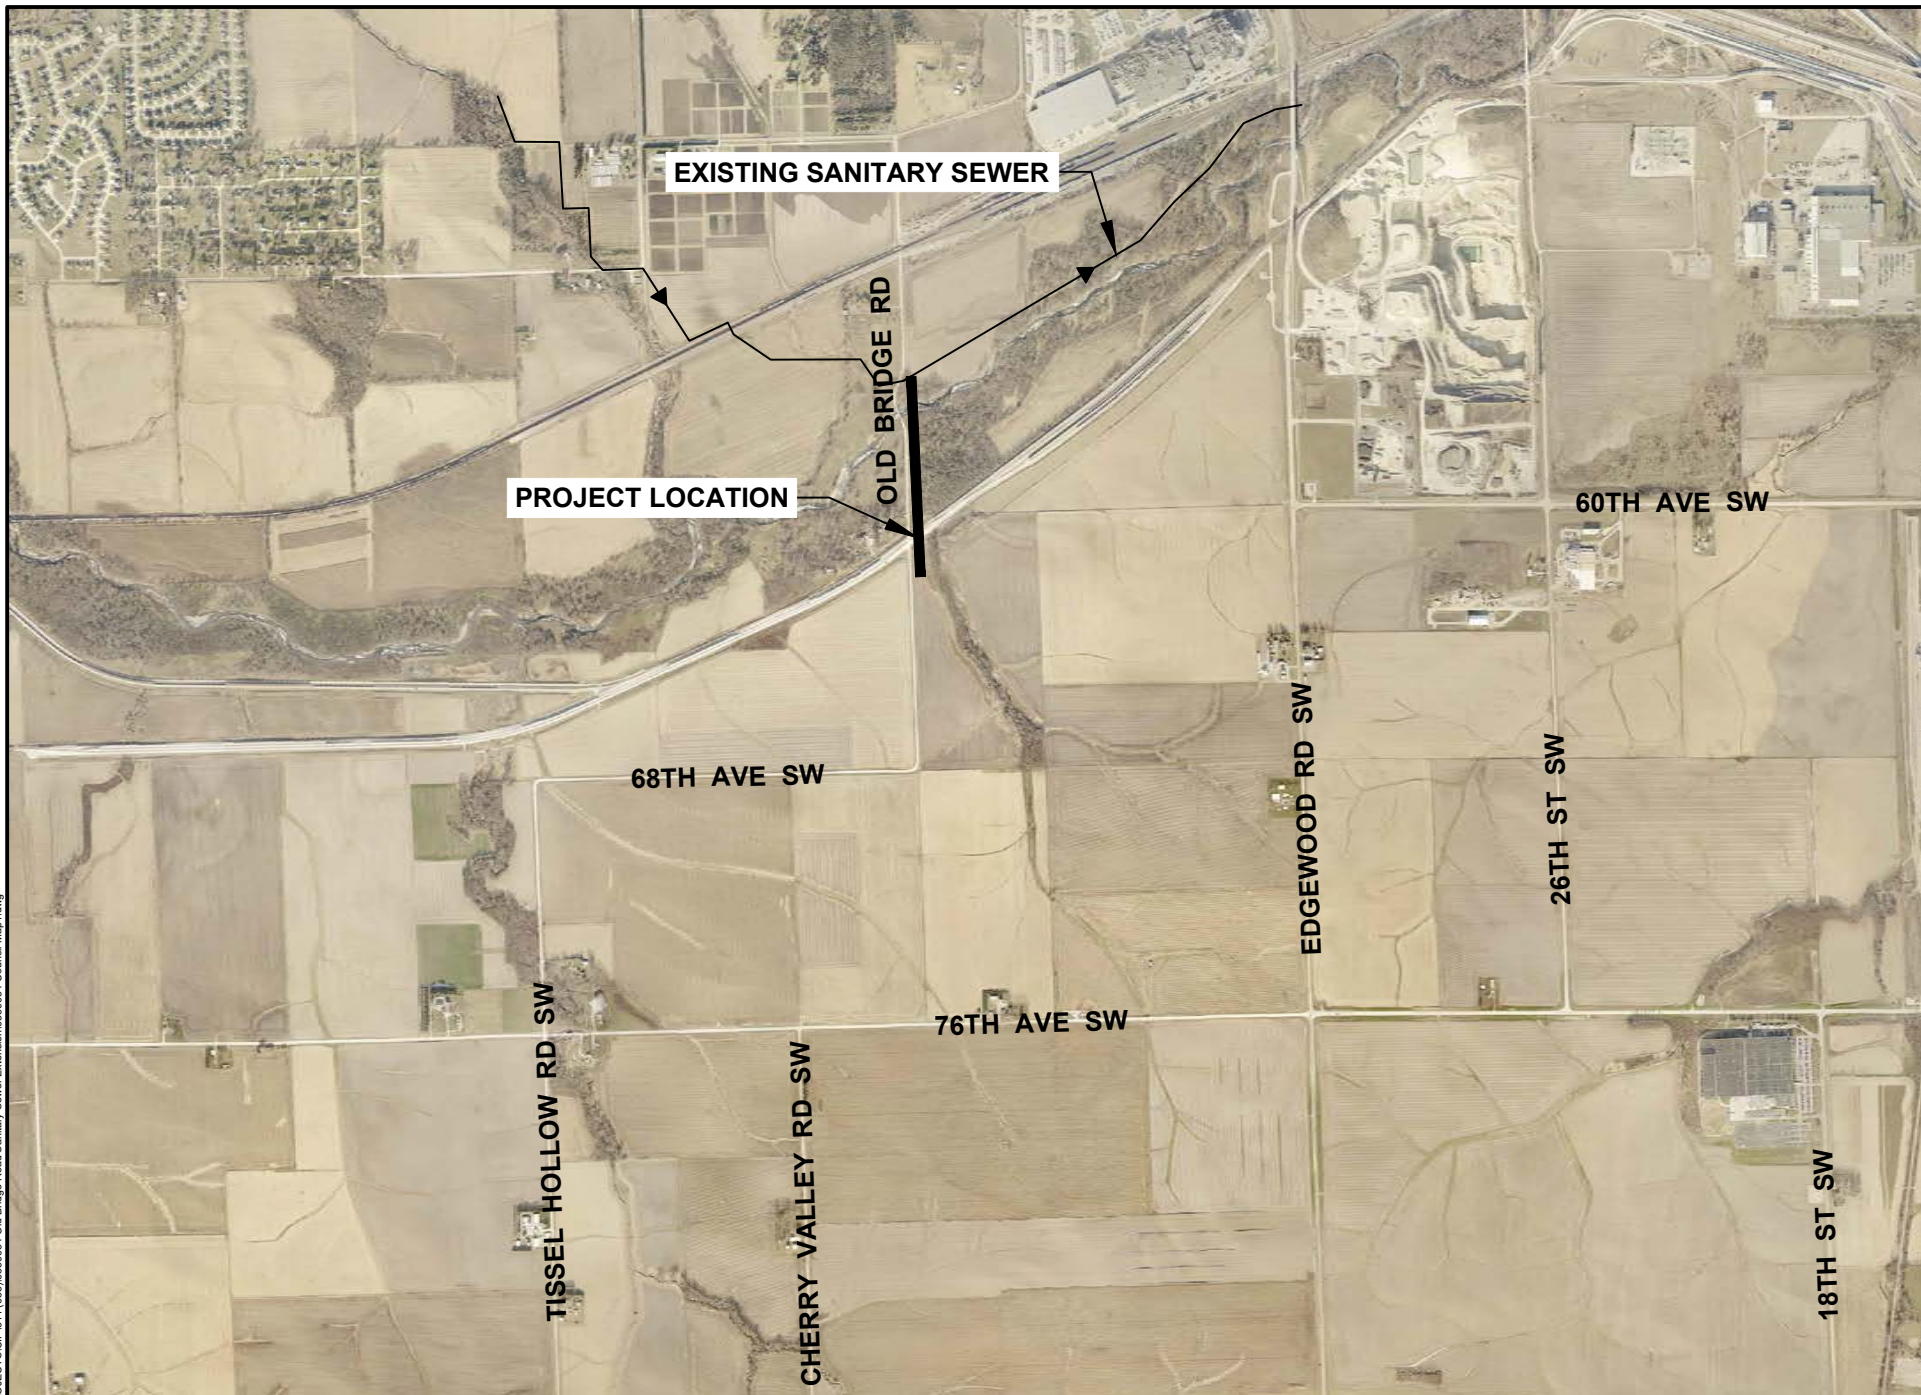 EXISTING SANITARY SEWER
OLD BRIDGE RD
PROJECT LOCATION
60TH AVE SW
68TH AVE SW
EDGEWOOD RD SW
26TH ST SW
76TH AVE SW
TISSEL HOLLOW RD SW
CHERRY VALLEY RD SW
18TH ST SW